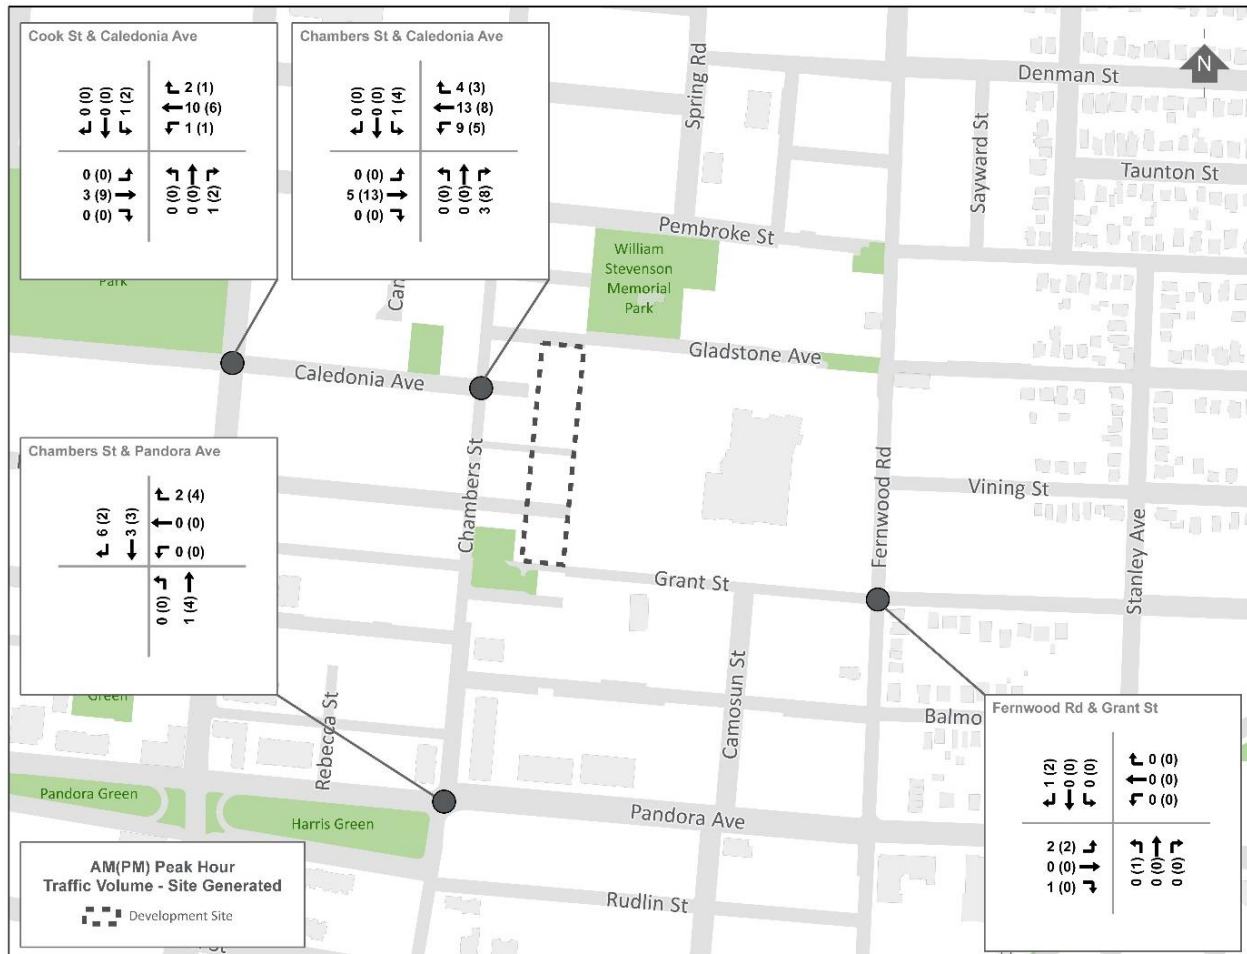 Cook St & Caledonia Ave
0 (0)
0 (0)
1 (2)
2 (1)
10 (6)
1 (1)
0 (0)
3 (9)
0 (0)
0 (0)
0 (0)
1 (2)
Chambers St & Caledonia Ave
0 (0)
0 (0)
1 (4)
4 (3)
13 (8)
9 (5)
0 (0)
5 (13)
0 (0)
0 (0)
0 (0)
3 (8)
Spring Rd
Denman St
N
Sayward St
Taunton St
Pembroke St
William
Stevenson
Memorial
Park
Park
Gladstone Ave
Caledonia Ave
Chambers St & Pandora Ave
6 (2)
3 (3)
2 (4)
0 (0)
0 (0)
0 (0)
1 (4)
Chambers St
Fernwood Rd
Vining St
Stanley Ave
Grant St
Camosun St
Green
Rebecca St
Balmo
Pandora Green
Harris Green
Pandora Ave
Rudlin St
Fernwood Rd & Grant St
1 (2)
0 (0)
0 (0)
0 (0)
0 (0)
0 (0)
2 (2)
0 (0)
1 (0)
0 (1)
0 (0)
0 (0)
AM(PM) Peak Hour
Traffic Volume - Site Generated
Development Site